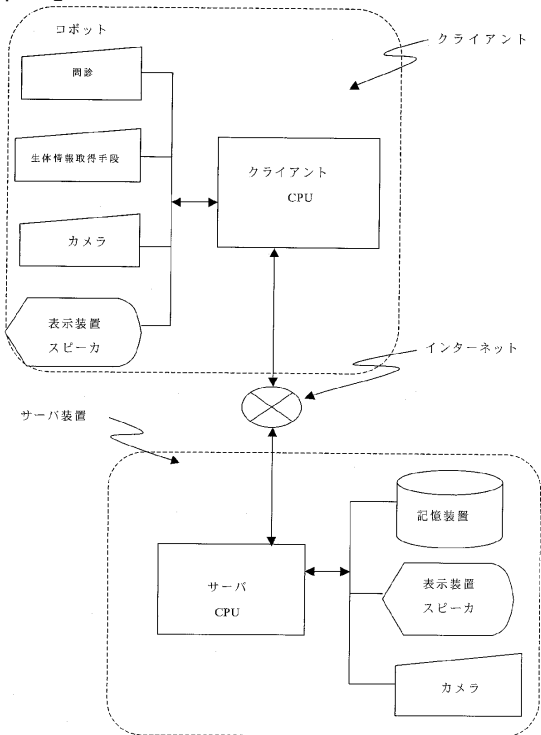 ロボット
クライアント
問診
生体情報取得手段
クライアント
CPU
カメラ
表示装置
スピーカ
インターネット
サーバ装置
記憶装置
サーバ
CPU
表示装置
スピーカ
カメラ